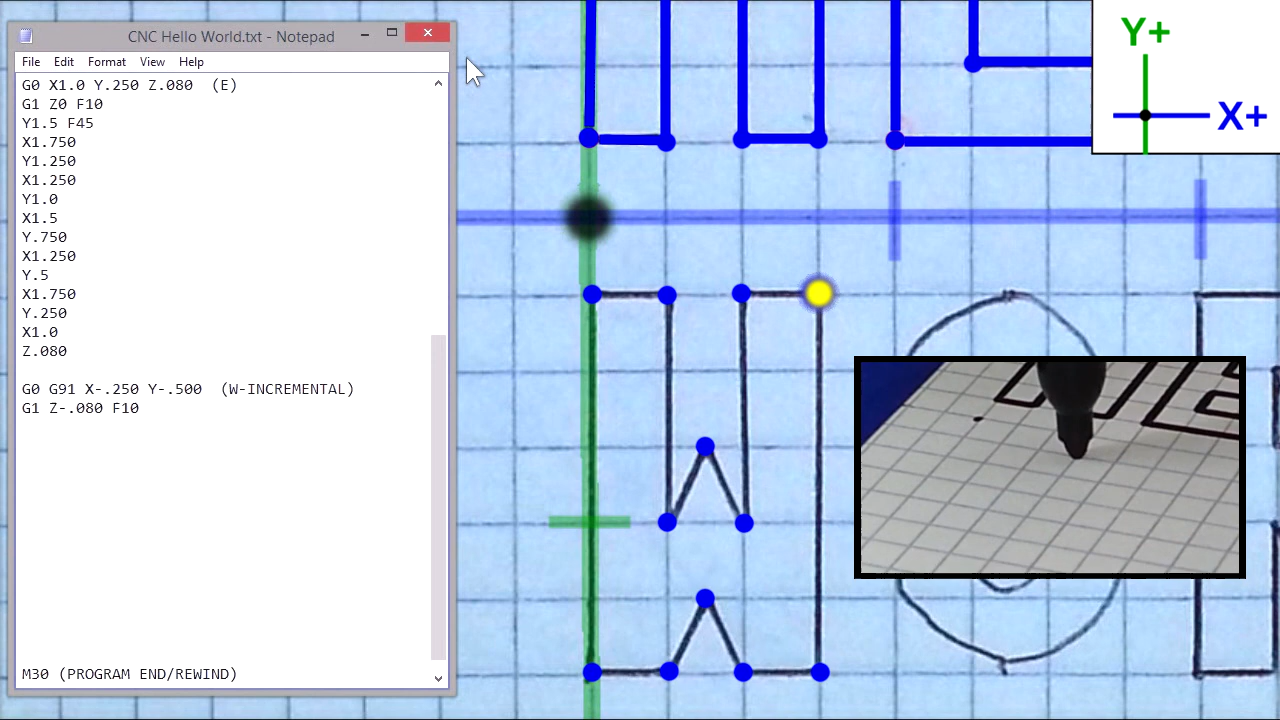 CNC Hello World.txt - Notepad
File Edit Format View Help
G0 X1.0 Y.250 Z.080 (E)
G1 Z0 F10
Y1.5 F45
X1.750
Y1.250
X1.250
Y1.0
X1.5
Y.750
X1.250
Y.5
X1.750
Y.250
X1.0
Z.080
G0 G91 X-.250 Y-.500 (W-INCREMENTAL)
G1 Z-.080 F10
M30 (PROGRAM END/REWIND)
Y+
X+